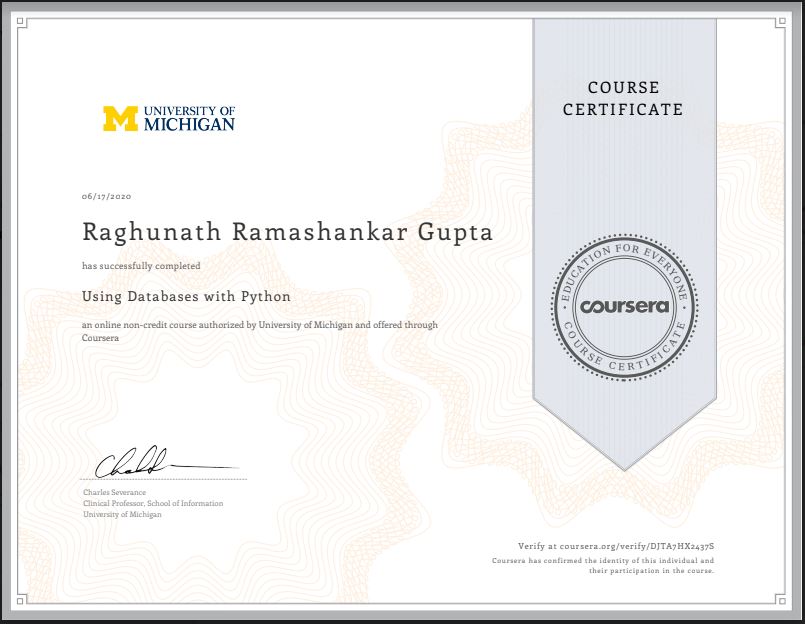 UNIVERSITY OF
MICHIGAN
COURSE
CERTIFICATE
06/17/2020
Raghunath Ramashankar Gupta
has successfully completed
Using Databases with Python
an online non-credit course authorized by University of Michigan and offered through
Coursera
EDUCATION FOR EVERYONE
coursera
COURSE CERTIFICATE
Charles Severance
Clinical Professor, School of Information
University of Michigan
Verify at coursera.org/verify/DJTA7HX2437S
Coursera has confirmed the identity of this individual and
their participation in the course.